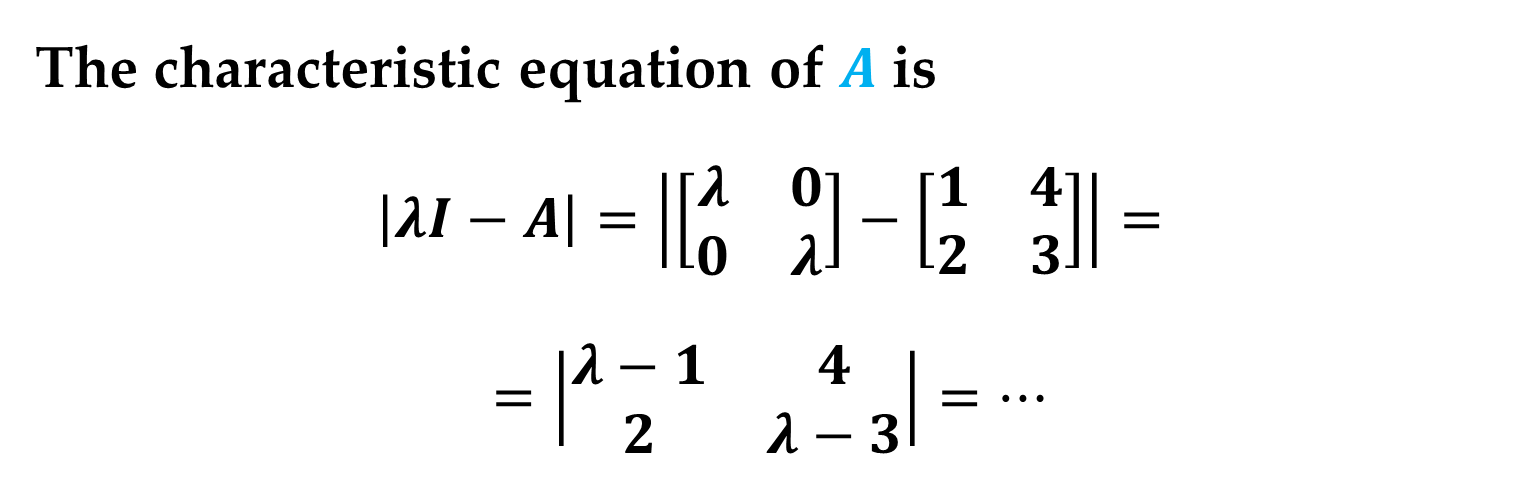 The characteristic equation of A is
|λI − A| = |[λ 0 0 λ] − [1 4 2 3]| =
= |λ − 1 4 2 λ − 3| = ⋯